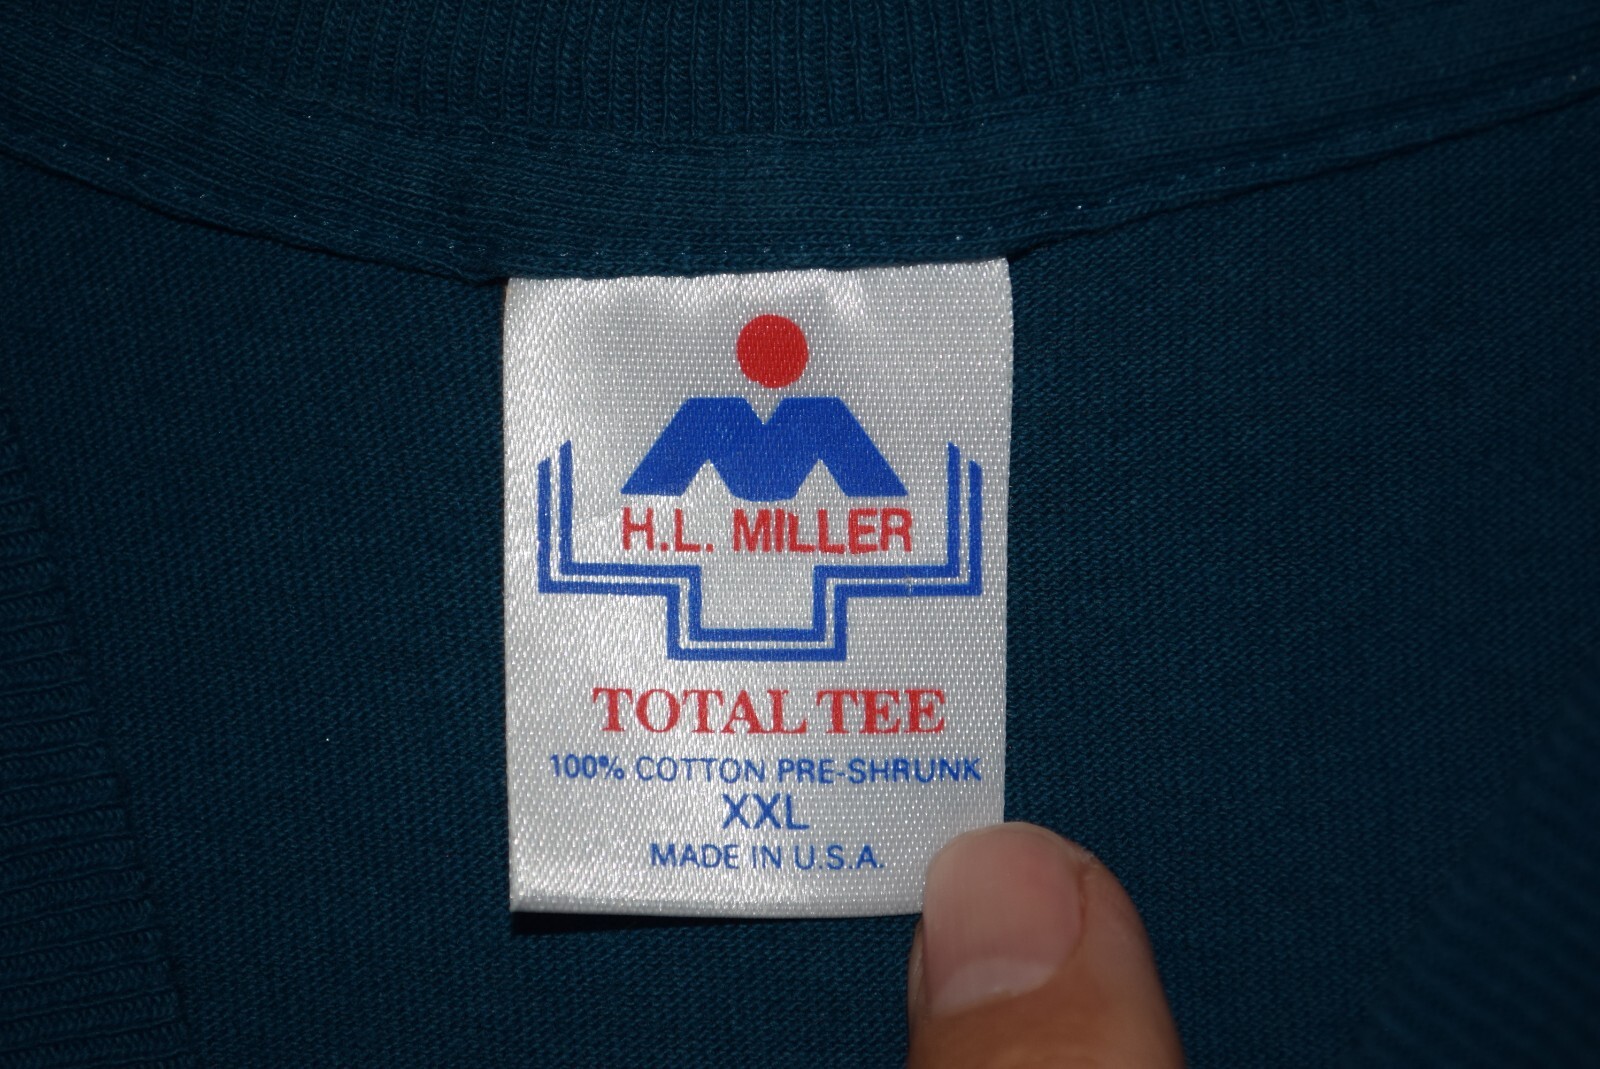 H.L. MILLER
TOTAL TEE
100% COTTON PRE-SHRUNK
XXL
MADE IN U.S.A.